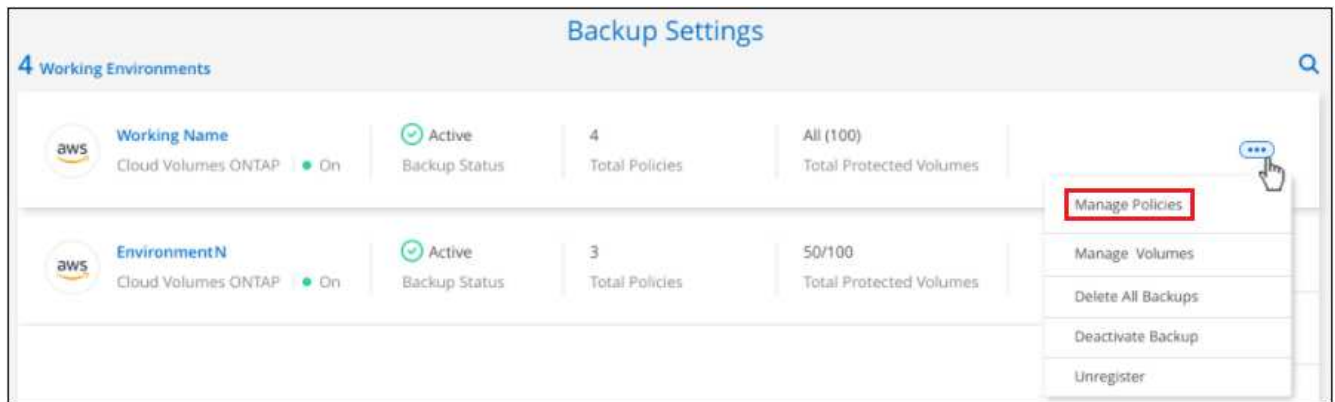 Backup Settings
4 Working Environments
aws
Working Name
Cloud Volumes ONTAP
On
Active
Backup Status
4
Total Policies
All (100)
Total Protected Volumes
Manage Policies
Manage Volumes
Delete All Backups
Deactivate Backup
Unregister
aws
EnvironmentN
Cloud Volumes ONTAP
On
Active
Backup Status
3
Total Policies
50/100
Total Protected Volumes